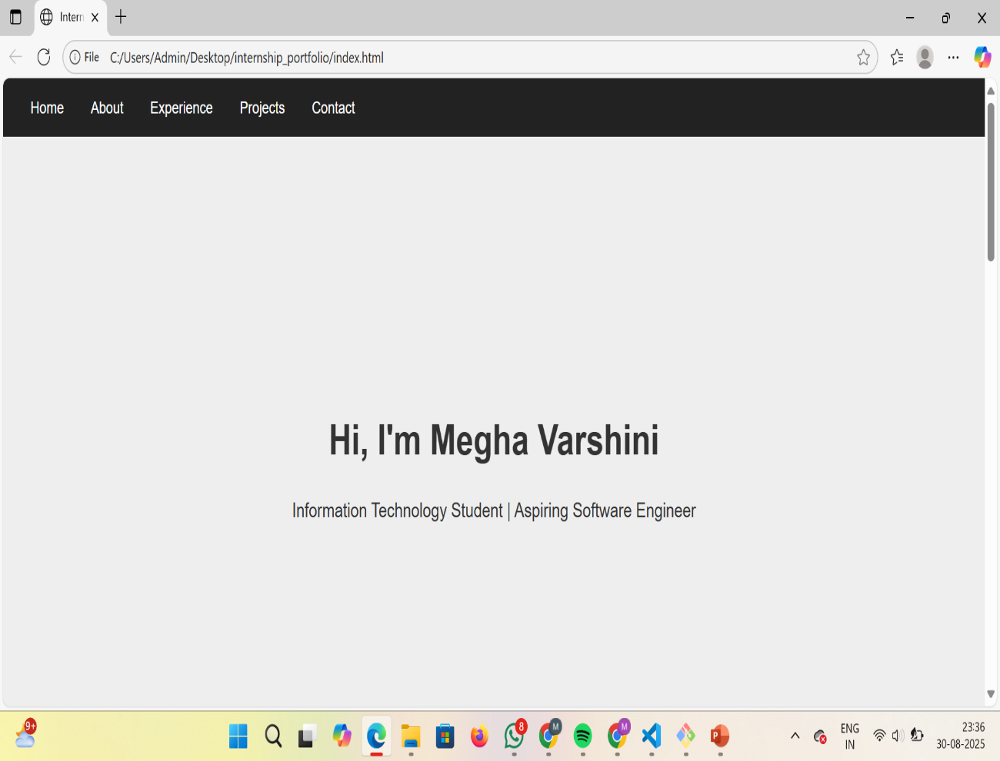 Intern
File C:/Users/Admin/Desktop/internship_portfolio/index.html
Home About Experience Projects Contact
Hi, I'm Megha Varshini
Information Technology Student | Aspiring Software Engineer
9+
8
M
M
P
ENG
IN
23:36
30-08-2025